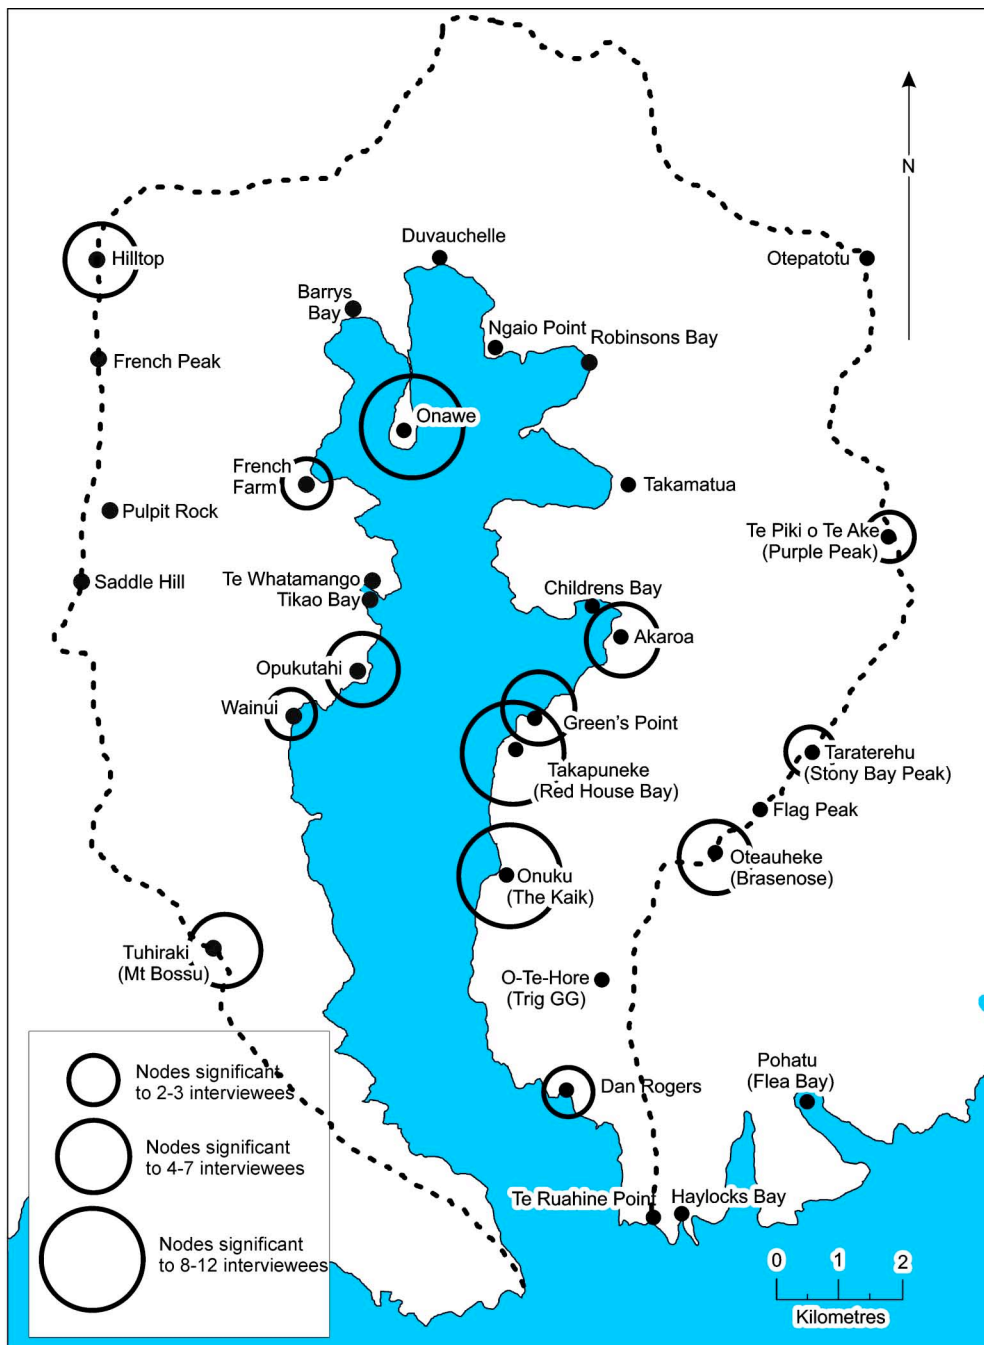 N
Duvauchelle
Hilltop
Otepatotu
Barrys
Bay
Ngaio Point
Robinsons Bay
French Peak
Onawe
French
Farm
Takamatua
Pulpit Rock
Te Piki o Te Ake
(Purple Peak)
Te Whatamango
Saddle Hill
Tikao Bay
Childrens Bay
Akaroa
Opukutahi
Wainui
Green's Point
Takapuneke
(Red House Bay)
Taraterehu
(Stony Bay Peak)
Flag Peak
Oteauheke
(Brasenose)
Onuku
(The Kaik)
Tuhiraki
(Mt Bossu)
O-Te-Hore
(Trig GG)
Pohatu
(Flea Bay)
Dan Rogers
Te Ruahine Point
Haylocks Bay
Nodes significant
to 2-3 interviewees
Nodes significant
to 4-7 interviewees
Nodes significant
to 8-12 interviewees
0 1 2
Kilometres